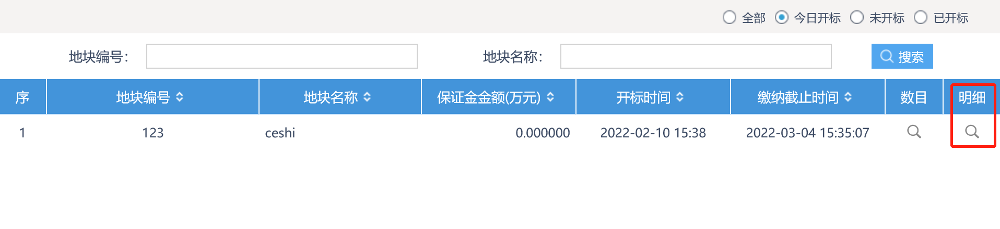 全部 今日开标 未开标 已开标
地块编号： 地块名称： 搜索
序 地块编号 地块名称 保证金金额(万元) 开标时间 缴纳截止时间 数目 明细
1 123 ceshi 0.000000 2022-02-10 15:38 2022-03-04 15:35:07